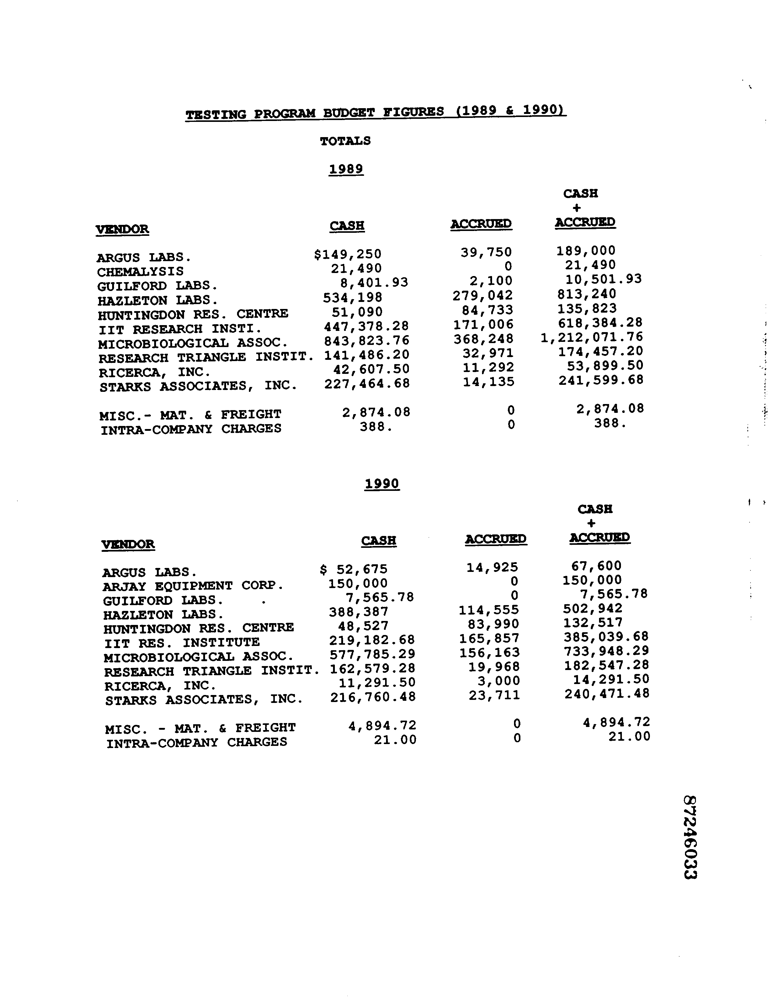 TESTING PROGRAM BUDGET FIGURES (1989 & 1990)
TOTALS
1989
CASH
+
VENDOR CASH ACCRUED ACCRUED
ARGUS LABS. $149,250 39,750 189,000
CHEMALYSIS 21,490 0 21,490
GUILFORD LABS. 8,401.93 2,100 10,501.93
HAZLETON LABS. 534,198 279,042 813,240
HUNTINGDON RES. CENTRE 51,090 84,733 135,823
IIT RESEARCH INSTI. 447,378.28 171,006 618,384.28
MICROBIOLOGICAL ASSOC. 843,823.76 368,248 1,212,071.76
RESEARCH TRIANGLE INSTIT. 141,486.20 32,971 174,457.20
RICERCA, INC. 42,607.50 11,292 53,899.50
STARKS ASSOCIATES, INC. 227,464.68 14,135 241,599.68
MISC.- MAT. & FREIGHT 2,874.08 0 2,874.08
INTRA-COMPANY CHARGES 388. 0 388.
1990
CASH
+
VENDOR CASH ACCRUED ACCRUED
ARGUS LABS. $ 52,675 14,925 67,600
ARJAY EQUIPMENT CORP. 150,000 0 150,000
GUILFORD LABS. 7,565.78 0 7,565.78
HAZLETON LABS. 388,387 114,555 502,942
HUNTINGDON RES. CENTRE 48,527 83,990 132,517
IIT RES. INSTITUTE 219,182.68 165,857 385,039.68
MICROBIOLOGICAL ASSOC. 577,785.29 156,163 733,948.29
RESEARCH TRIANGLE INSTIT. 162,579.28 19,968 182,547.28
RICERCA, INC. 11,291.50 3,000 14,291.50
STARKS ASSOCIATES, INC. 216,760.48 23,711 240,471.48
MISC. - MAT. & FREIGHT 4,894.72 0 4,894.72
INTRA-COMPANY CHARGES 21.00 0 21.00
87246033